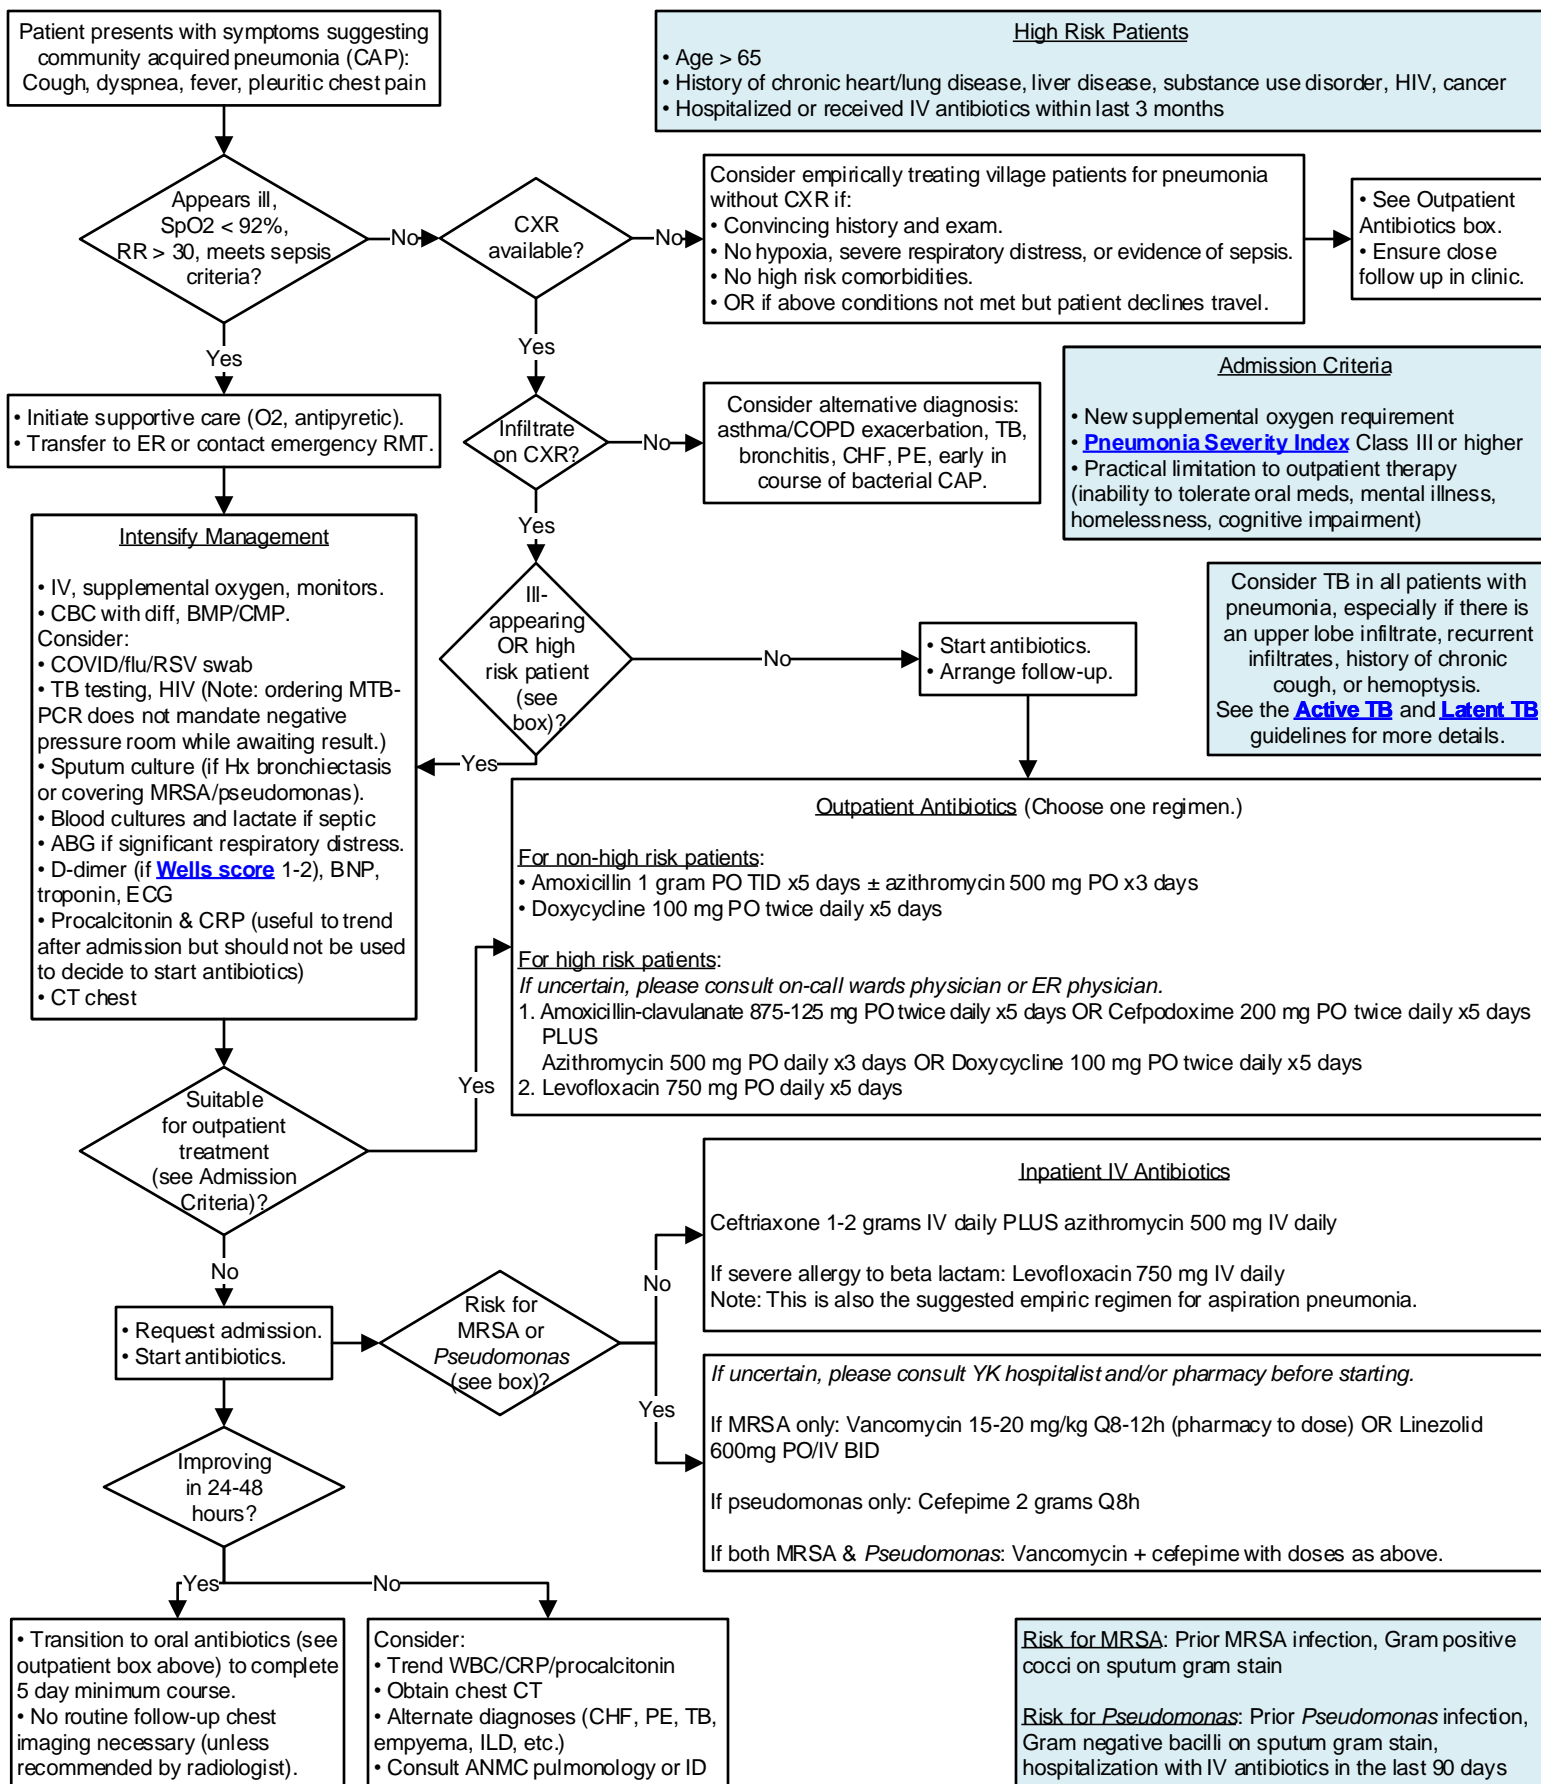 Patient presents with symptoms suggesting
community acquired pneumonia (CAP):
Cough, dyspnea, fever, pleuritic chest pain
High Risk Patients
• Age > 65
• History of chronic heart/lung disease, liver disease, substance use disorder, HIV, cancer
• Hospitalized or received IV antibiotics within last 3 months
Appears ill,
SpO2 < 92%,
RR > 30, meets sepsis
criteria?
No
CXR
available?
No
Consider empirically treating village patients for pneumonia
without CXR if:
• Convincing history and exam.
• No hypoxia, severe respiratory distress, or evidence of sepsis.
• No high risk comorbidities.
• OR if above conditions not met but patient declines travel.
• See Outpatient
Antibiotics box.
• Ensure close
follow up in clinic.
Yes
Yes
• Initiate supportive care (O2, antipyretic).
• Transfer to ER or contact emergency RMT.
Infiltrate
on CXR?
No
Consider alternative diagnosis:
asthma/COPD exacerbation, TB,
bronchitis, CHF, PE, early in
course of bacterial CAP.
Admission Criteria
• New supplemental oxygen requirement
• Pneumonia Severity Index Class III or higher
• Practical limitation to outpatient therapy
(inability to tolerate oral meds, mental illness,
homelessness, cognitive impairment)
Yes
Intensify Management
• IV, supplemental oxygen, monitors.
• CBC with diff, BMP/CMP.
Consider:
• COVID/flu/RSV swab
• TB testing, HIV (Note: ordering MTB-
PCR does not mandate negative
pressure room while awaiting result.)
• Sputum culture (if Hx bronchiectasis
or covering MRSA/pseudomonas).
• Blood cultures and lactate if septic
• ABG if significant respiratory distress.
• D-dimer (if Wells score 1-2), BNP,
troponin, ECG
• Procalcitonin & CRP (useful to trend
after admission but should not be used
to decide to start antibiotics)
• CT chest
Ill-
appearing
OR high
risk patient
(see
box)?
No
Yes
• Start antibiotics.
• Arrange follow-up.
Consider TB in all patients with
pneumonia, especially if there is
an upper lobe infiltrate, recurrent
infiltrates, history of chronic
cough, or hemoptysis.
See the Active TB and Latent TB
guidelines for more details.
Outpatient Antibiotics (Choose one regimen.)
For non-high risk patients:
• Amoxicillin 1 gram PO TID x5 days ± azithromycin 500 mg PO x3 days
• Doxycycline 100 mg PO twice daily x5 days
For high risk patients:
If uncertain, please consult on-call wards physician or ER physician.
1. Amoxicillin-clavulanate 875-125 mg PO twice daily x5 days OR Cefpodoxime 200 mg PO twice daily x5 days
PLUS
Azithromycin 500 mg PO daily x3 days OR Doxycycline 100 mg PO twice daily x5 days
2. Levofloxacin 750 mg PO daily x5 days
Suitable
for outpatient
treatment
(see Admission
Criteria)?
Yes
No
• Request admission.
• Start antibiotics.
Risk for
MRSA or
Pseudomonas
(see box)?
No
Yes
Inpatient IV Antibiotics
Ceftriaxone 1-2 grams IV daily PLUS azithromycin 500 mg IV daily
If severe allergy to beta lactam: Levofloxacin 750 mg IV daily
Note: This is also the suggested empiric regimen for aspiration pneumonia.
If uncertain, please consult YK hospitalist and/or pharmacy before starting.
If MRSA only: Vancomycin 15-20 mg/kg Q8-12h (pharmacy to dose) OR Linezolid
600mg PO/IV BID
If pseudomonas only: Cefepime 2 grams Q8h
If both MRSA & Pseudomonas: Vancomycin + cefepime with doses as above.
Improving
in 24-48
hours?
Yes
No
• Transition to oral antibiotics (see
outpatient box above) to complete
5 day minimum course.
• No routine follow-up chest
imaging necessary (unless
recommended by radiologist).
Consider:
• Trend WBC/CRP/procalcitonin
• Obtain chest CT
• Alternate diagnoses (CHF, PE, TB,
empyema, ILD, etc.)
• Consult ANMC pulmonology or ID
Risk for MRSA: Prior MRSA infection, Gram positive
cocci on sputum gram stain
Risk for Pseudomonas: Prior Pseudomonas infection,
Gram negative bacilli on sputum gram stain,
hospitalization with IV antibiotics in the last 90 days